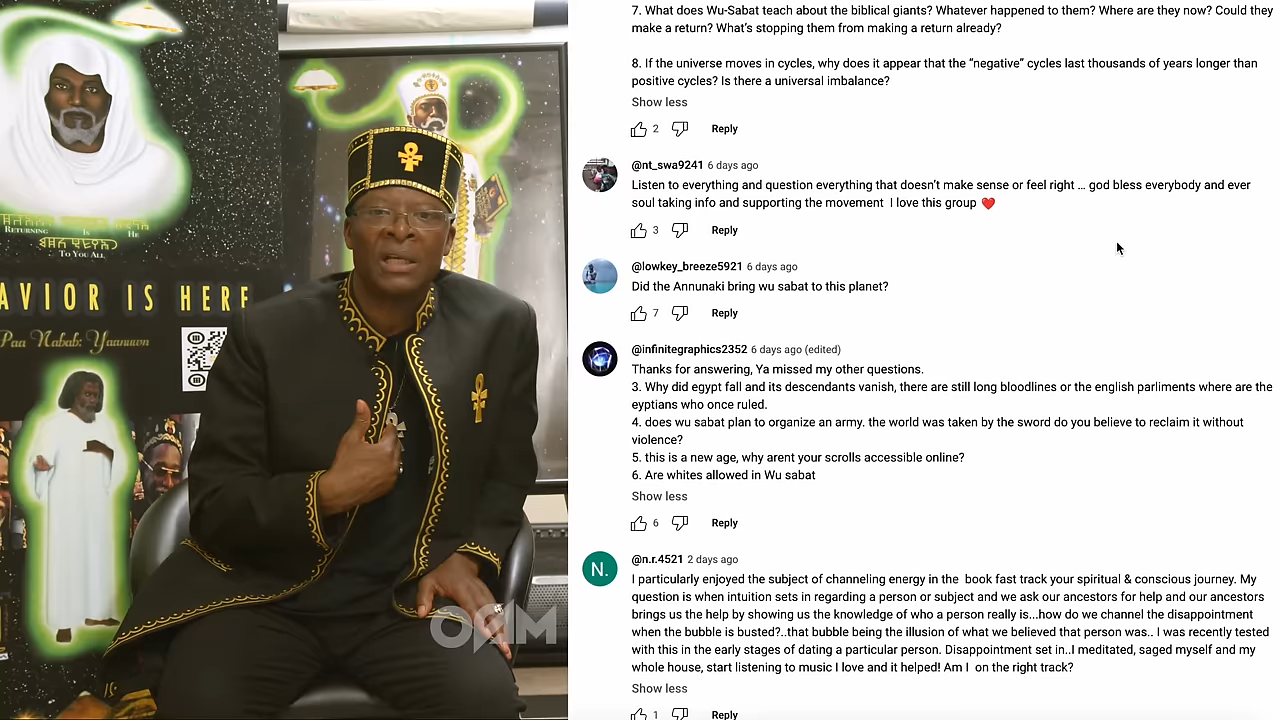 RETURNING IS HE
TO YOU ALL
AVIOR IS HERE
Paa Nabab: Yaanuwn
OAIM
7. What does Wu-Sabat teach about the biblical giants? Whatever happened to them? Where are they now? Could they
make a return? What's stopping them from making a return already?
8. If the universe moves in cycles, why does it appear that the “negative” cycles last thousands of years longer than
positive cycles? Is there a universal imbalance?
Show less
2 Reply
@nt_swa9241 6 days ago
Listen to everything and question everything that doesn't make sense or feel right … god bless everybody and ever
soul taking info and supporting the movement I love this group ❤️
3 Reply
@lowkey_breeze5921 6 days ago
Did the Annunaki bring wu sabat to this planet?
7 Reply
@infinitegraphics2352 6 days ago (edited)
Thanks for answering, Ya missed my other questions.
3. Why did egypt fall and its descendants vanish, there are still long bloodlines or the english parliments where are the
eyptians who once ruled.
4. does wu sabat plan to organize an army. the world was taken by the sword do you believe to reclaim it without
violence?
5. this is a new age, why arent your scrolls accessible online?
6. Are whites allowed in Wu sabat
Show less
6 Reply
N.
@n.r.4521 2 days ago
I particularly enjoyed the subject of channeling energy in the book fast track your spiritual & conscious journey. My
question is when intuition sets in regarding a person or subject and we ask our ancestors for help and our ancestors
brings us the help by showing us the knowledge of who a person really is...how do we channel the disappointment
when the bubble is busted?..that bubble being the illusion of what we believed that person was.. I was recently tested
with this in the early stages of dating a particular person. Disappointment set in..I meditated, saged myself and my
whole house, start listening to music I love and it helped! Am I on the right track?
Show less
1 Reply